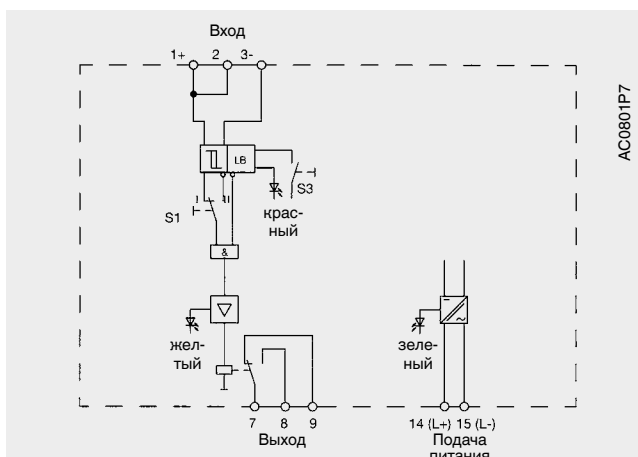 Вход
1+ 2 3-
AC0801P7
LB
S3
I II
S1
крас-
ный
&
жел-
тый
зеле-
ный
7 8 9
14 (L+) 15 (L-)
Выход
Подача
питания